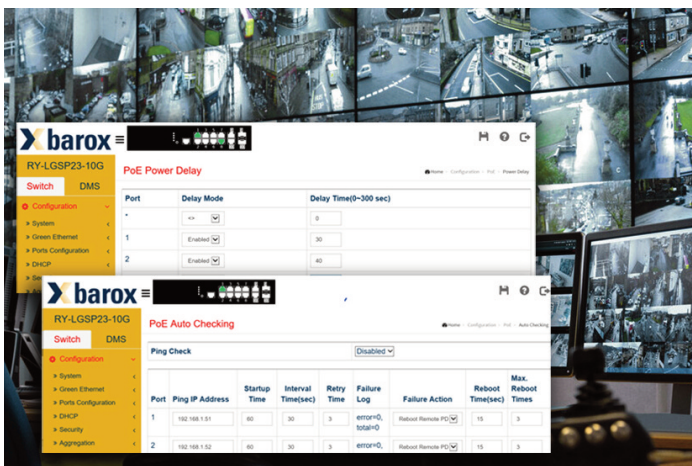 barox
RY-LGSP23-10G
Switch DMS
Configuration
» System
» Green Ethernet
» Ports Configuration
» DHCP
PoE Power Delay
Home - Configuration - PoE - Power Delay
Port Delay Mode Delay Time(0~300 sec)
* <> 0
1 Enabled 30
2 Enabled 40
barox
RY-LGSP23-10G
Switch DMS
Configuration
» System
» Green Ethernet
» Ports Configuration
» DHCP
» Security
» Aggregation
PoE Auto Checking
Home - Configuration - PoE - Auto Checking
Ping Check Disabled
Port Ping IP Address Startup Time Interval Time(sec) Retry Time Failure Log Failure Action Reboot Time(sec) Max. Reboot Times
1 192.168.1.51 60 30 3 error=0, total=0 Reboot Remote PD 15 3
2 192.168.1.52 60 30 3 error=0, Reboot Remote PD 15 3